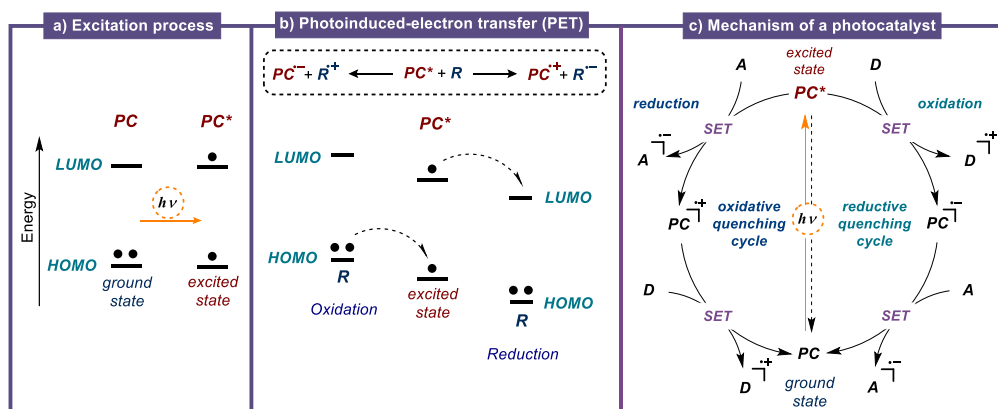 a) Excitation process
PC PC*
LUMO
hν
Energy
HOMO
ground
state
excited
state
b) Photoinduced-electron transfer (PET)
PC·− + R·+ ← PC* + R → PC·+ + R·−
PC*
LUMO
LUMO
HOMO
R
Oxidation
excited
state
HOMO
R
Reduction
c) Mechanism of a photocatalyst
excited
state
A D
PC*
reduction
oxidation
SET SET
A·−
D·+
PC·+
oxidative
quenching
cycle
hν
reductive
quenching
cycle
PC·−
D A
SET SET
PC
D·+
ground
state
A·−